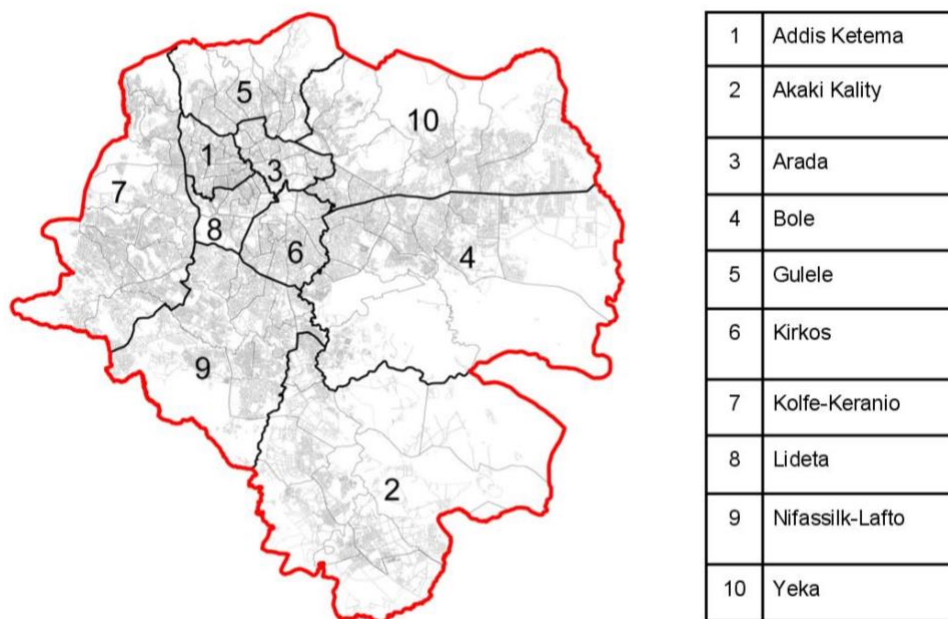 5
10
1
3
7
8
6
4
9
2
1 Addis Ketema
2 Akaki Kality
3 Arada
4 Bole
5 Gulele
6 Kirkos
7 Kolfe-Keranio
8 Lideta
9 Nifassilk-Lafto
10 Yeka